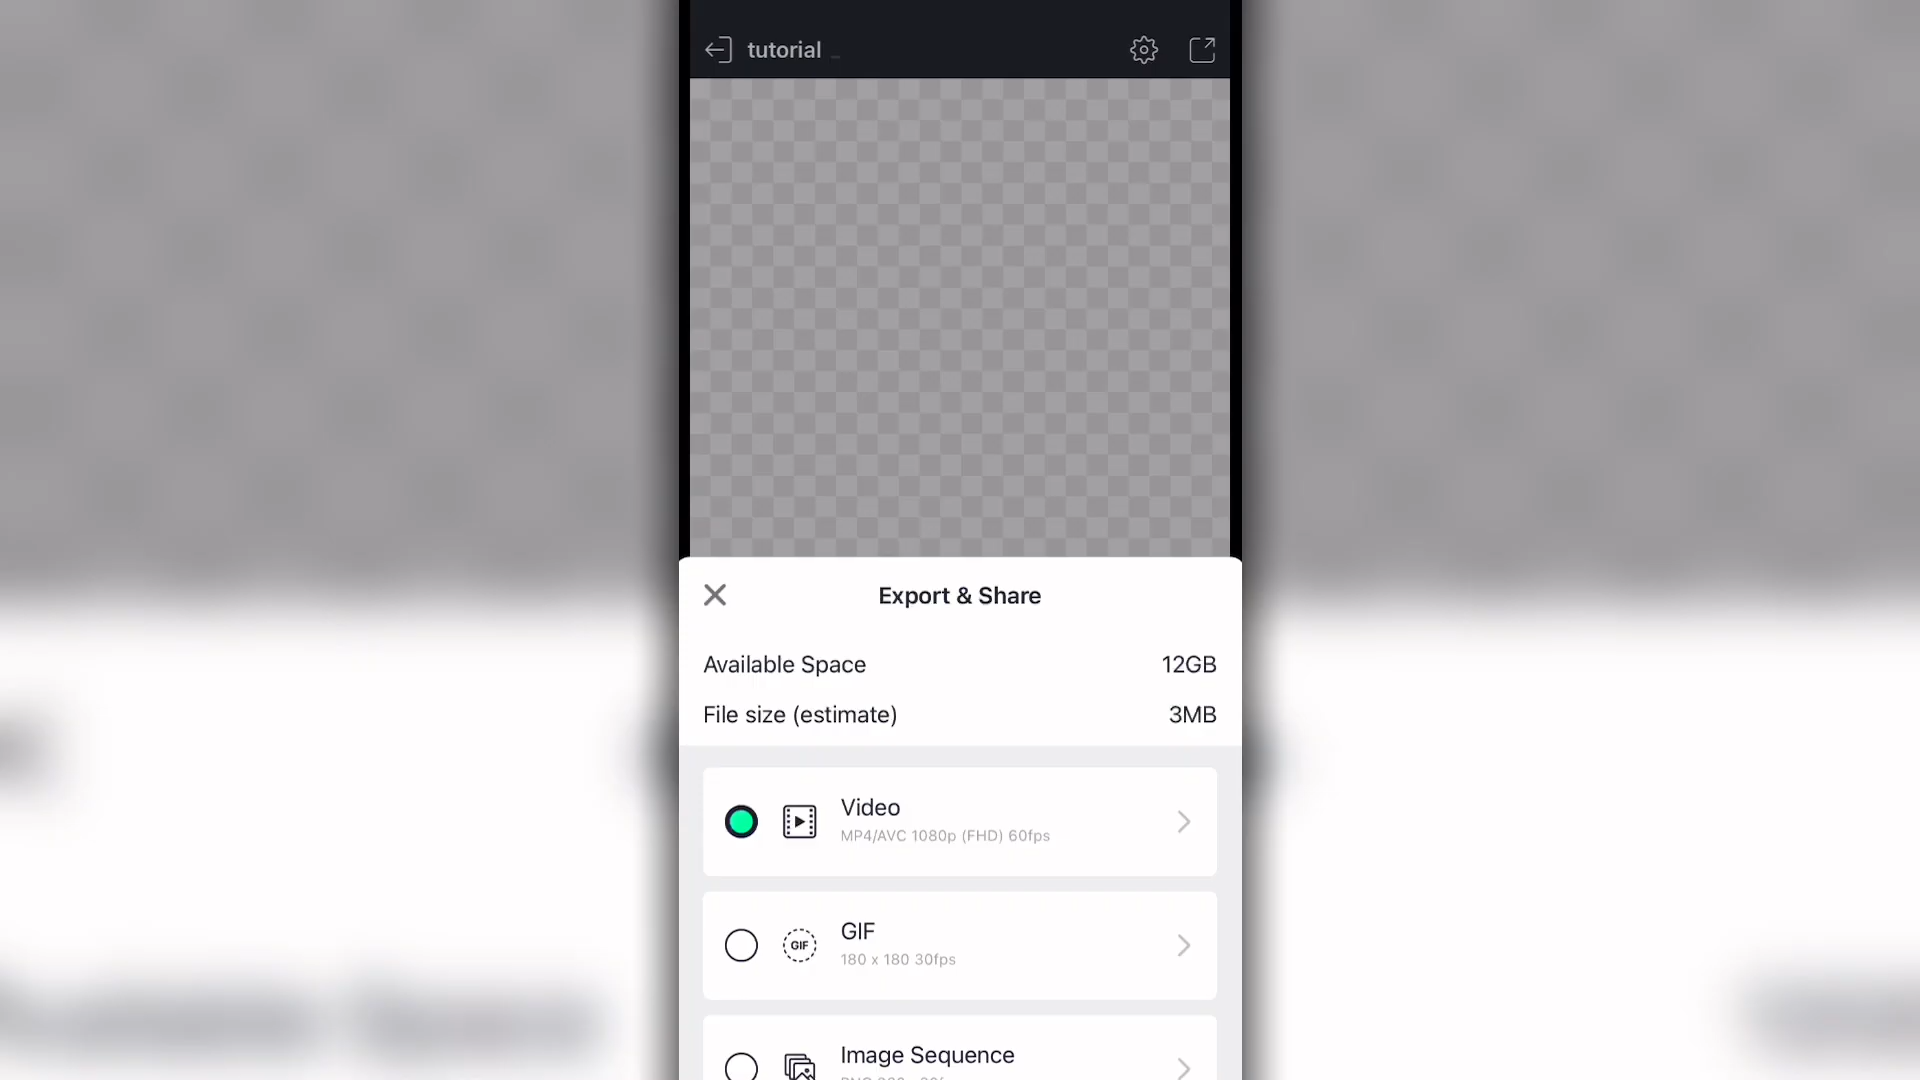 tutorial
Export & Share
Available Space 12GB
File size (estimate) 3MB
Video
MP4/AVC 1080p (FHD) 60fps
GIF
GIF
180 x 180 30fps
Image Sequence